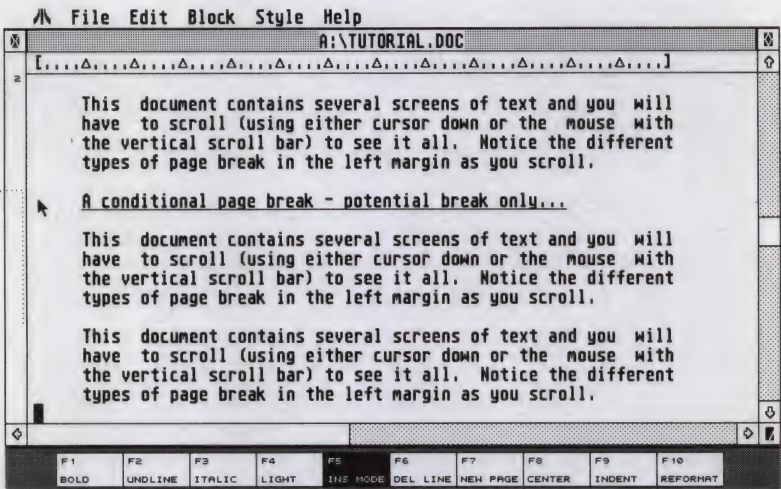 File Edit Block Style Help
A:\TUTORIAL.DOC
2
This document contains several screens of text and you will
have to scroll (using either cursor down or the mouse with
the vertical scroll bar) to see it all. Notice the different
types of page break in the left margin as you scroll.
A conditional page break - potential break only...
This document contains several screens of text and you will
have to scroll (using either cursor down or the mouse with
the vertical scroll bar) to see it all. Notice the different
types of page break in the left margin as you scroll.
This document contains several screens of text and you will
have to scroll (using either cursor down or the mouse with
the vertical scroll bar) to see it all. Notice the different
types of page break in the left margin as you scroll.
F1 F2 F3 F4 F5 F6 F7 F8 F9 F10
BOLD UNDLINE ITALIC LIGHT INS MODE DEL LINE NEW PAGE CENTER INDENT REFORMAT